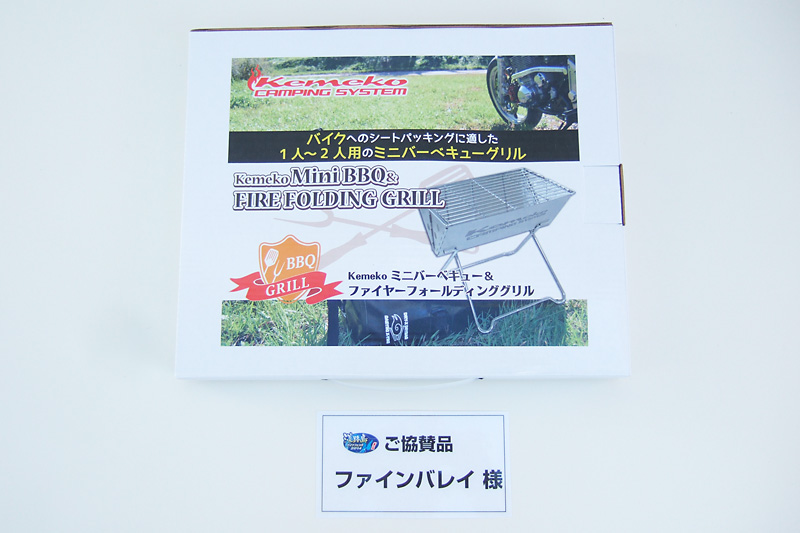 Kemeko
CAMPING SYSTEM
バイクへのシートパッキングに適した
1人～2人用のミニバーベキューグリル
Kemeko Mini BBQ&
FIRE FOLDING GRILL
Kemeko
BBQ
GRILL
Kemeko ミニバーベキュー&
ファイヤーフォールディンググリル
ご協賛品
ファインバレイ 様